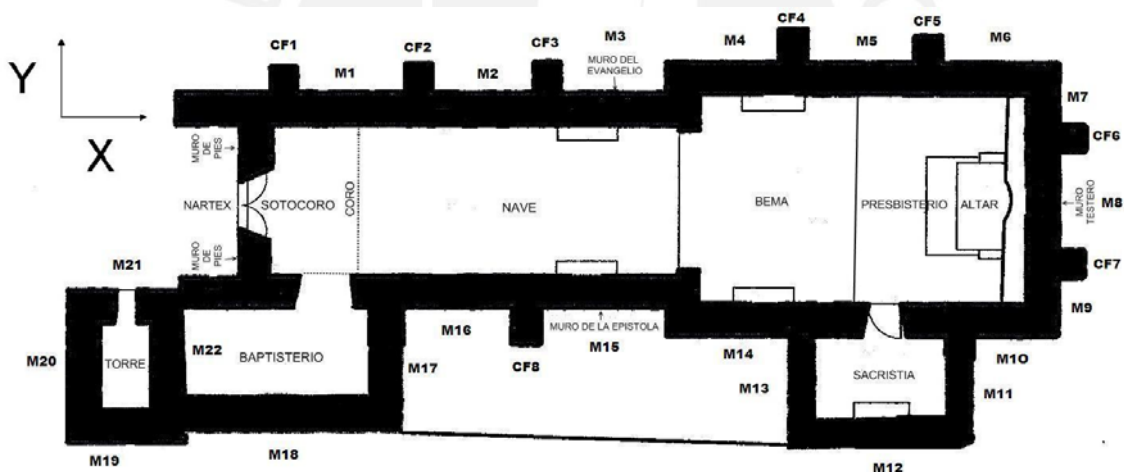 CF4
CF5
CF1
CF2
CF3
M3
M4
M5
M6
Y
M1
M2
MURO DEL
EVANGELIO
M7
X
MURO
DE
PIES
CF6
NARTEX
SOTOCORO
CORO
NAVE
BEMA
PRESBISTERIO
ALTAR
MURO
TESTERO
M8
MURO
DE
PIES
M21
CF7
M16
MURO DE LA EPISTOLA
M9
M20
TORRE
M22
BAPTISTERIO
M17
CF8
M15
M14
M10
M13
SACRISTIA
M11
M19
M18
M12